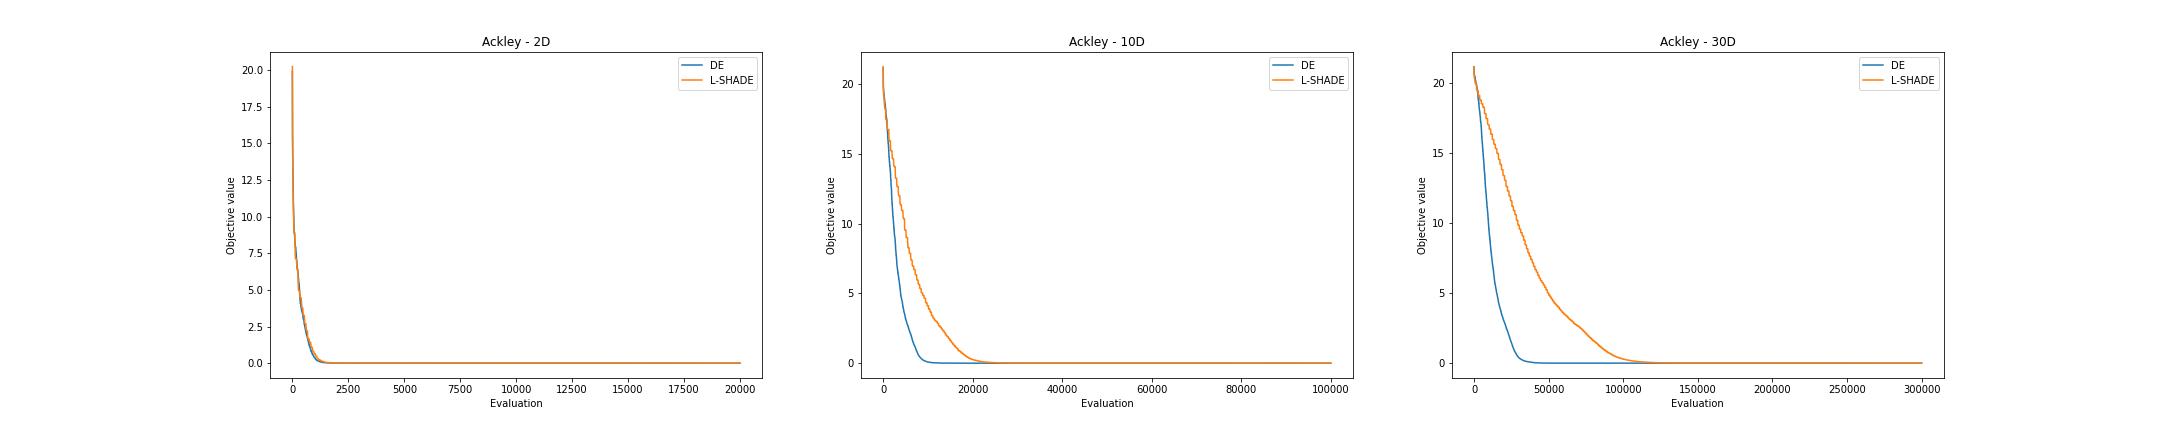 Ackley - 2D
DE
L-SHADE
20.0
17.5
15.0
12.5
10.0
7.5
5.0
2.5
0.0
Objective value
0
2500
5000
7500
10000
12500
15000
17500
20000
Evaluation
Ackley - 10D
DE
L-SHADE
20
15
10
5
0
Objective value
0
20000
40000
60000
80000
100000
Evaluation
Ackley - 30D
DE
L-SHADE
20
15
10
5
0
Objective value
0
50000
100000
150000
200000
250000
300000
Evaluation